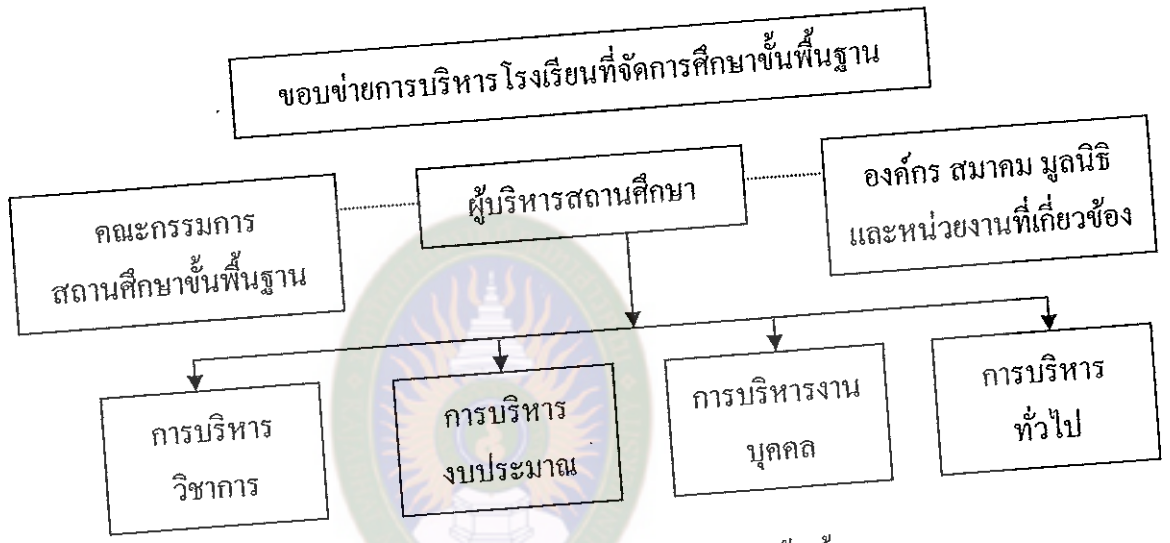 ขอบข่ายการบริหารโรงเรียนที่จัดการศึกษาขั้นพื้นฐาน
คณะกรรมการ
สถานศึกษาขั้นพื้นฐาน
ผู้บริหารสถานศึกษา
องค์กร สมาคม มูลนิธิ
และหน่วยงานที่เกี่ยวข้อง
การบริหาร
วิชาการ
การบริหาร
งบประมาณ
การบริหารงาน
บุคคล
การบริหาร
ทั่วไป